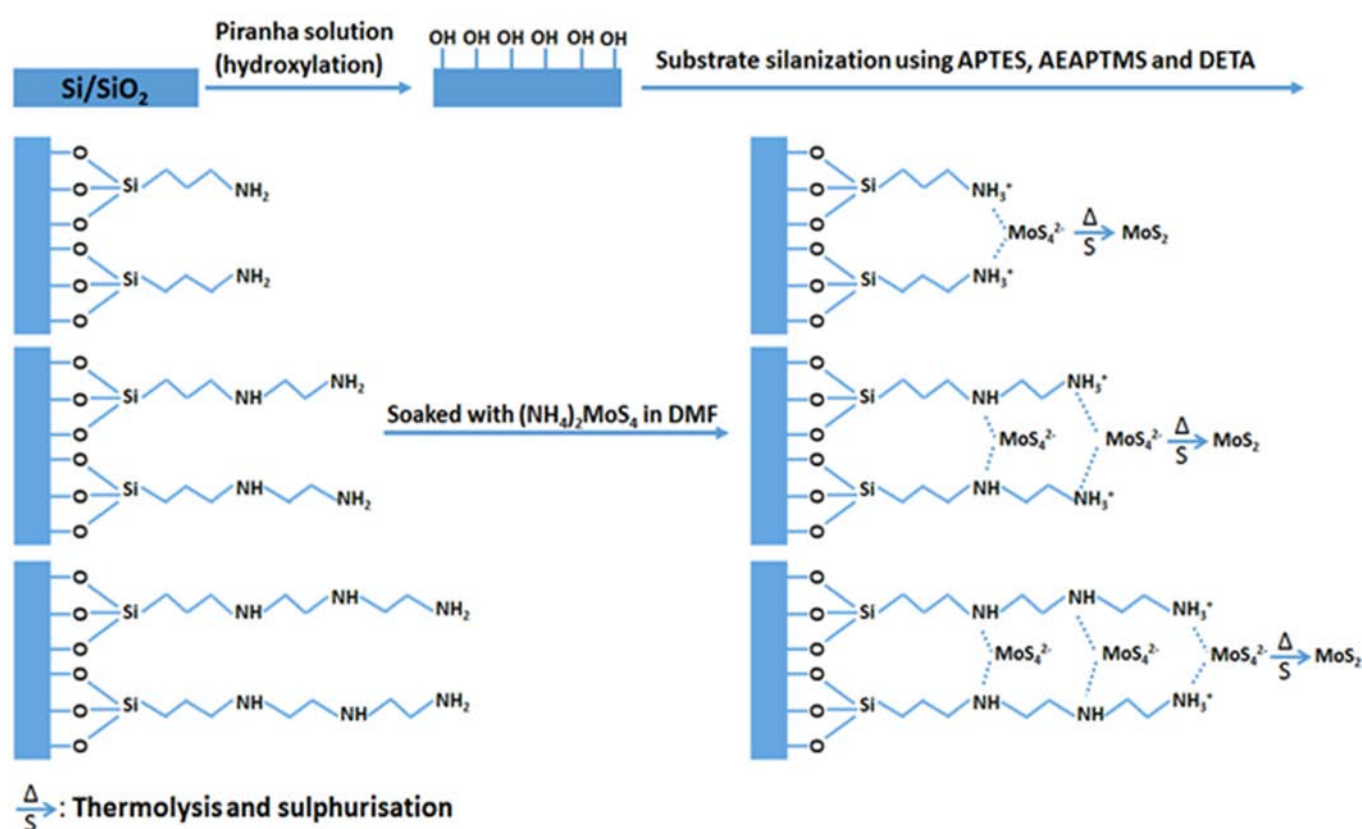 Piranha solution
(hydroxylation)
Si/SiO₂
OH OH OH OH OH OH
Substrate silanization using APTES, AEAPTMS and DETA
O
O
O
O
O
O
Si
Si
NH₂
NH₂
O
O
O
O
O
O
Si
Si
NH₃⁺
NH₃⁺
MoS₄²⁻
Δ
S
MoS₂
O
O
O
O
O
O
Si
Si
NH
NH₂
NH
NH₂
Soaked with (NH₄)₂MoS₄ in DMF
O
O
O
O
O
O
Si
Si
NH
NH₃⁺
NH
NH₃⁺
MoS₄²⁻
MoS₄²⁻
Δ
S
MoS₂
O
O
O
O
O
O
Si
Si
NH
NH
NH₂
NH
NH
NH₂
O
O
O
O
O
O
Si
Si
NH
NH
NH₃⁺
NH
NH
NH₃⁺
MoS₄²⁻
MoS₄²⁻
MoS₄²⁻
Δ
S
MoS₂
Δ
S
: Thermolysis and sulphurisation